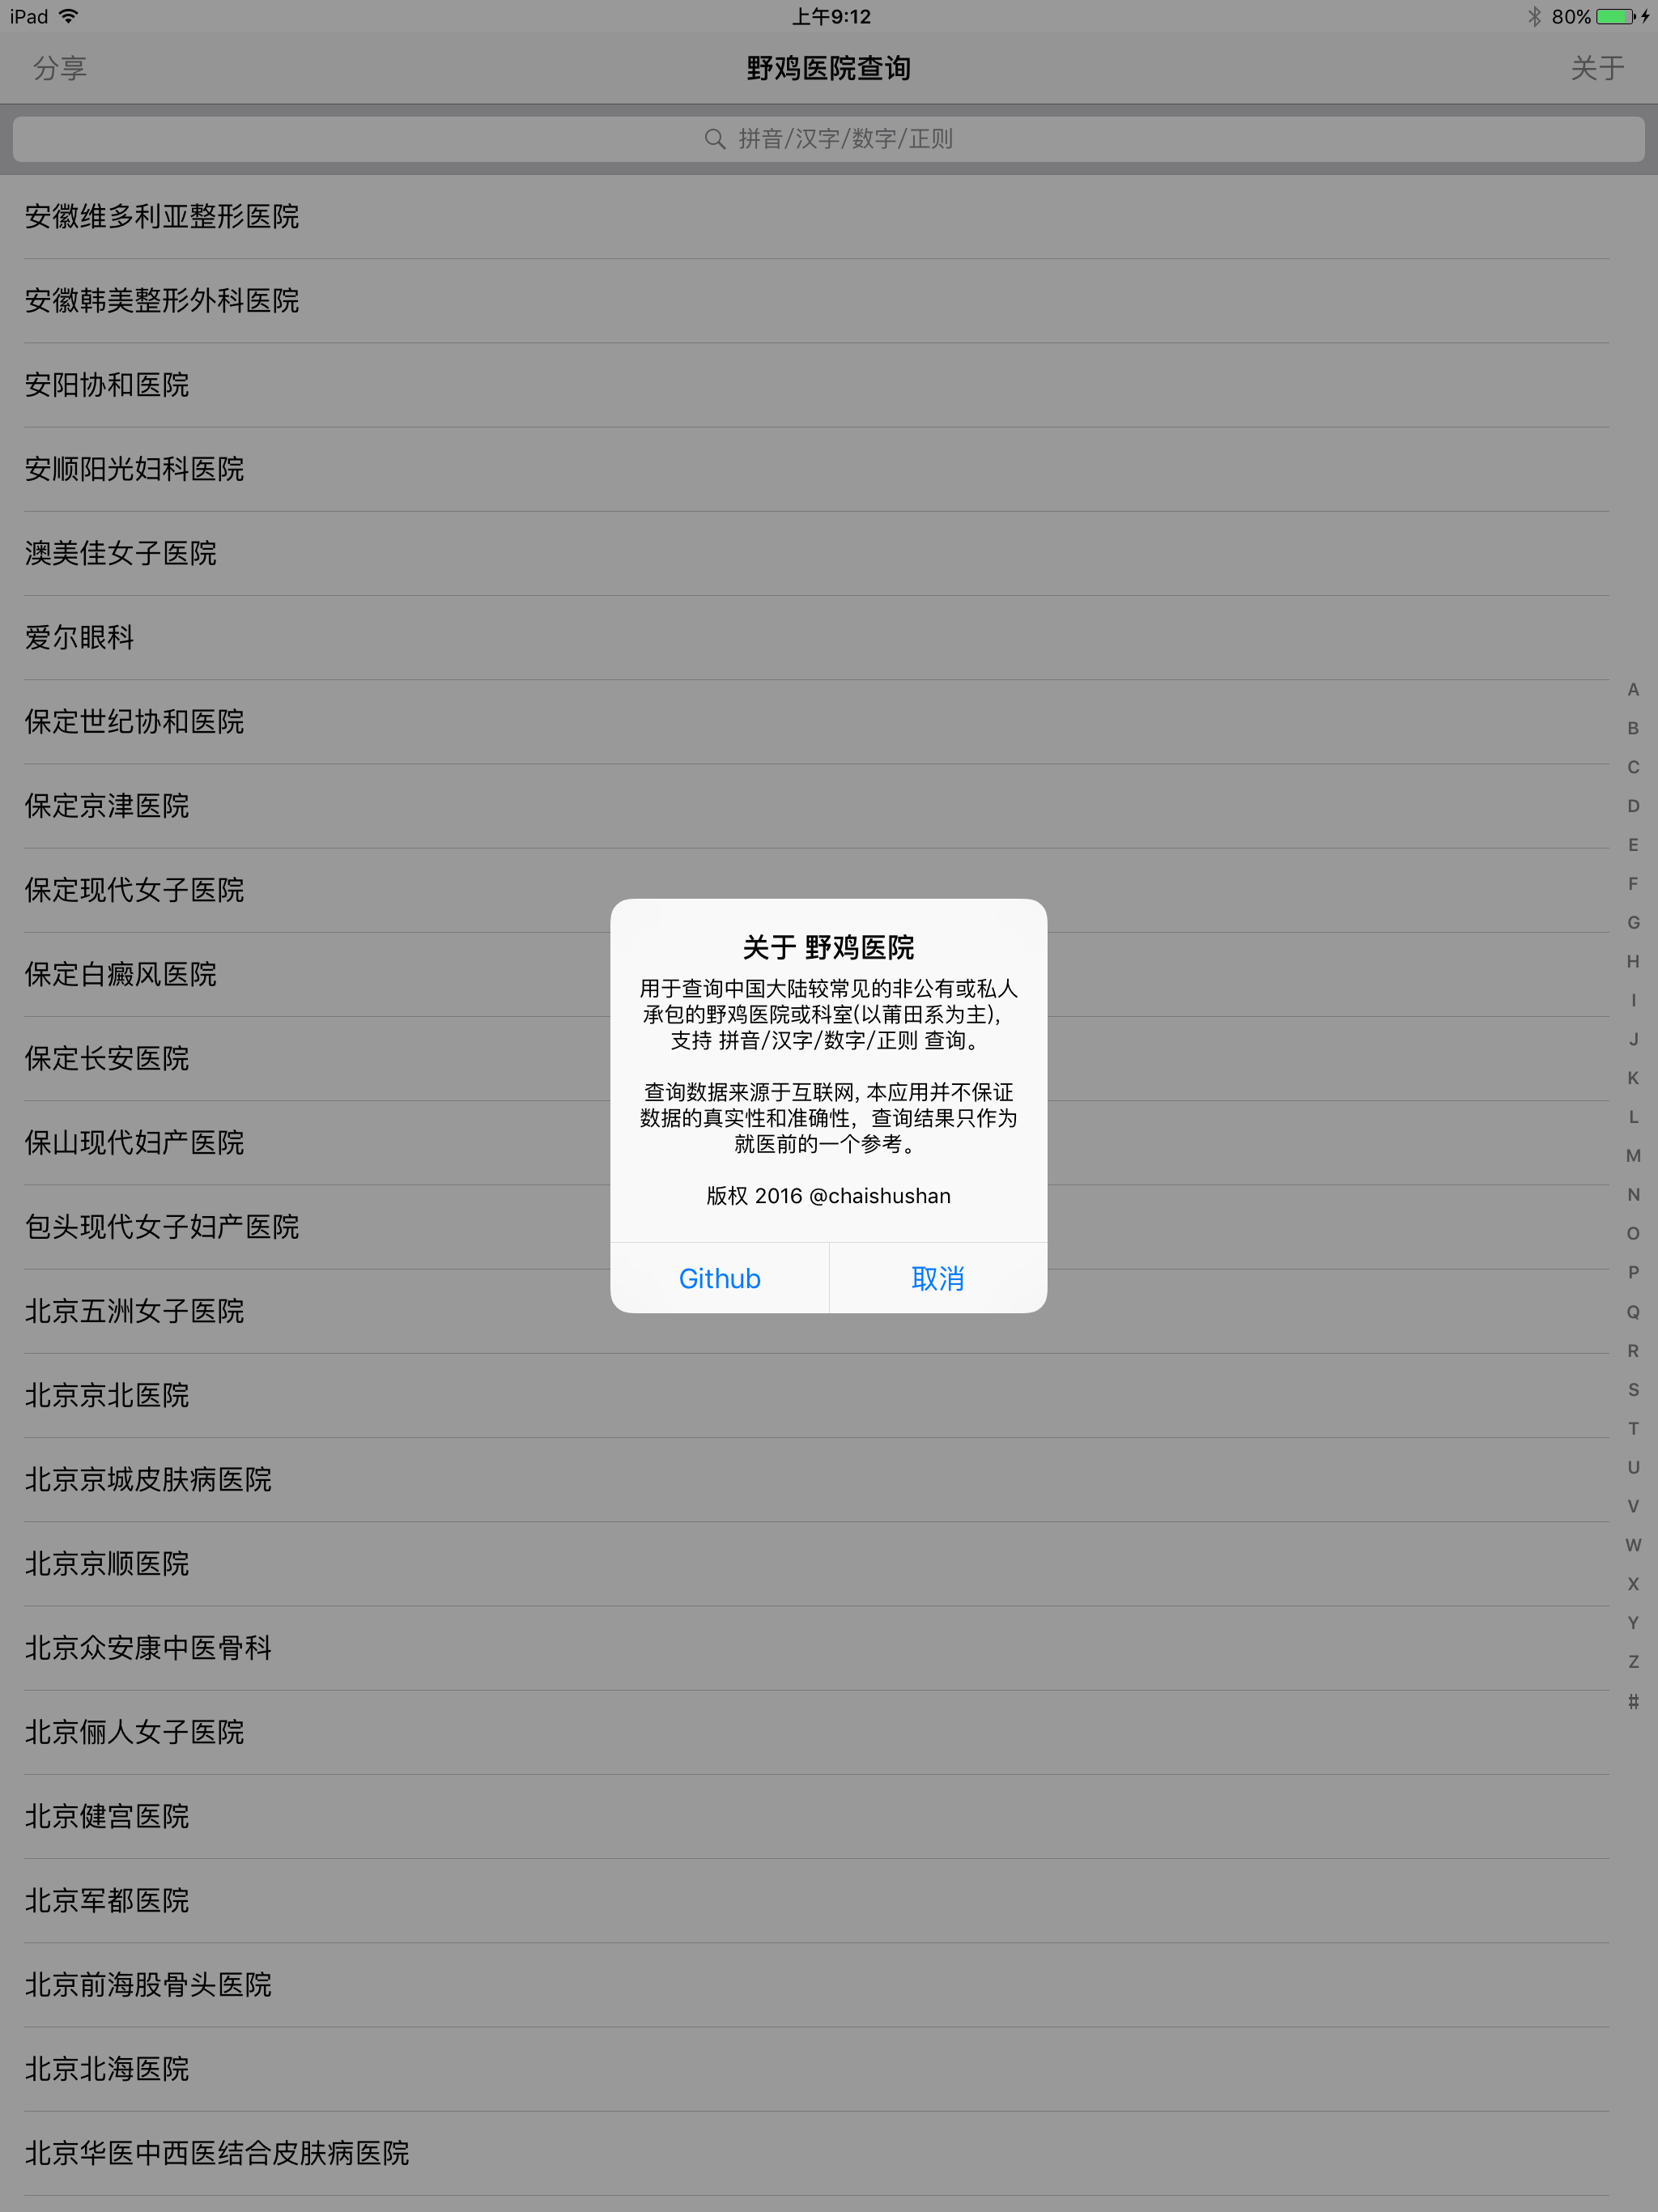 iPad 上午9:12 80%
分享 野鸡医院查询 关于
拼音/汉字/数字/正则
安徽维多利亚整形医院
安徽韩美整形外科医院
安阳协和医院
安顺阳光妇科医院
澳美佳女子医院
爱尔眼科
保定世纪协和医院
保定京津医院
保定现代女子医院
保定白癜风医院
保定长安医院
保山现代妇产医院
包头现代女子妇产医院
北京五洲女子医院
北京京北医院
北京京城皮肤病医院
北京京顺医院
北京众安康中医骨科
北京俪人女子医院
北京健宫医院
北京军都医院
北京前海股骨头医院
北京北海医院
北京华医中西医结合皮肤病医院
关于 野鸡医院
用于查询中国大陆较常见的非公有或私人
承包的野鸡医院或科室(以莆田系为主),
支持 拼音/汉字/数字/正则 查询。
查询数据来源于互联网, 本应用并不保证
数据的真实性和准确性，查询结果只作为
就医前的一个参考。
版权 2016 @chaishushan
Github 取消
A
B
C
D
E
F
G
H
I
J
K
L
M
N
O
P
Q
R
S
T
U
V
W
X
Y
Z
#